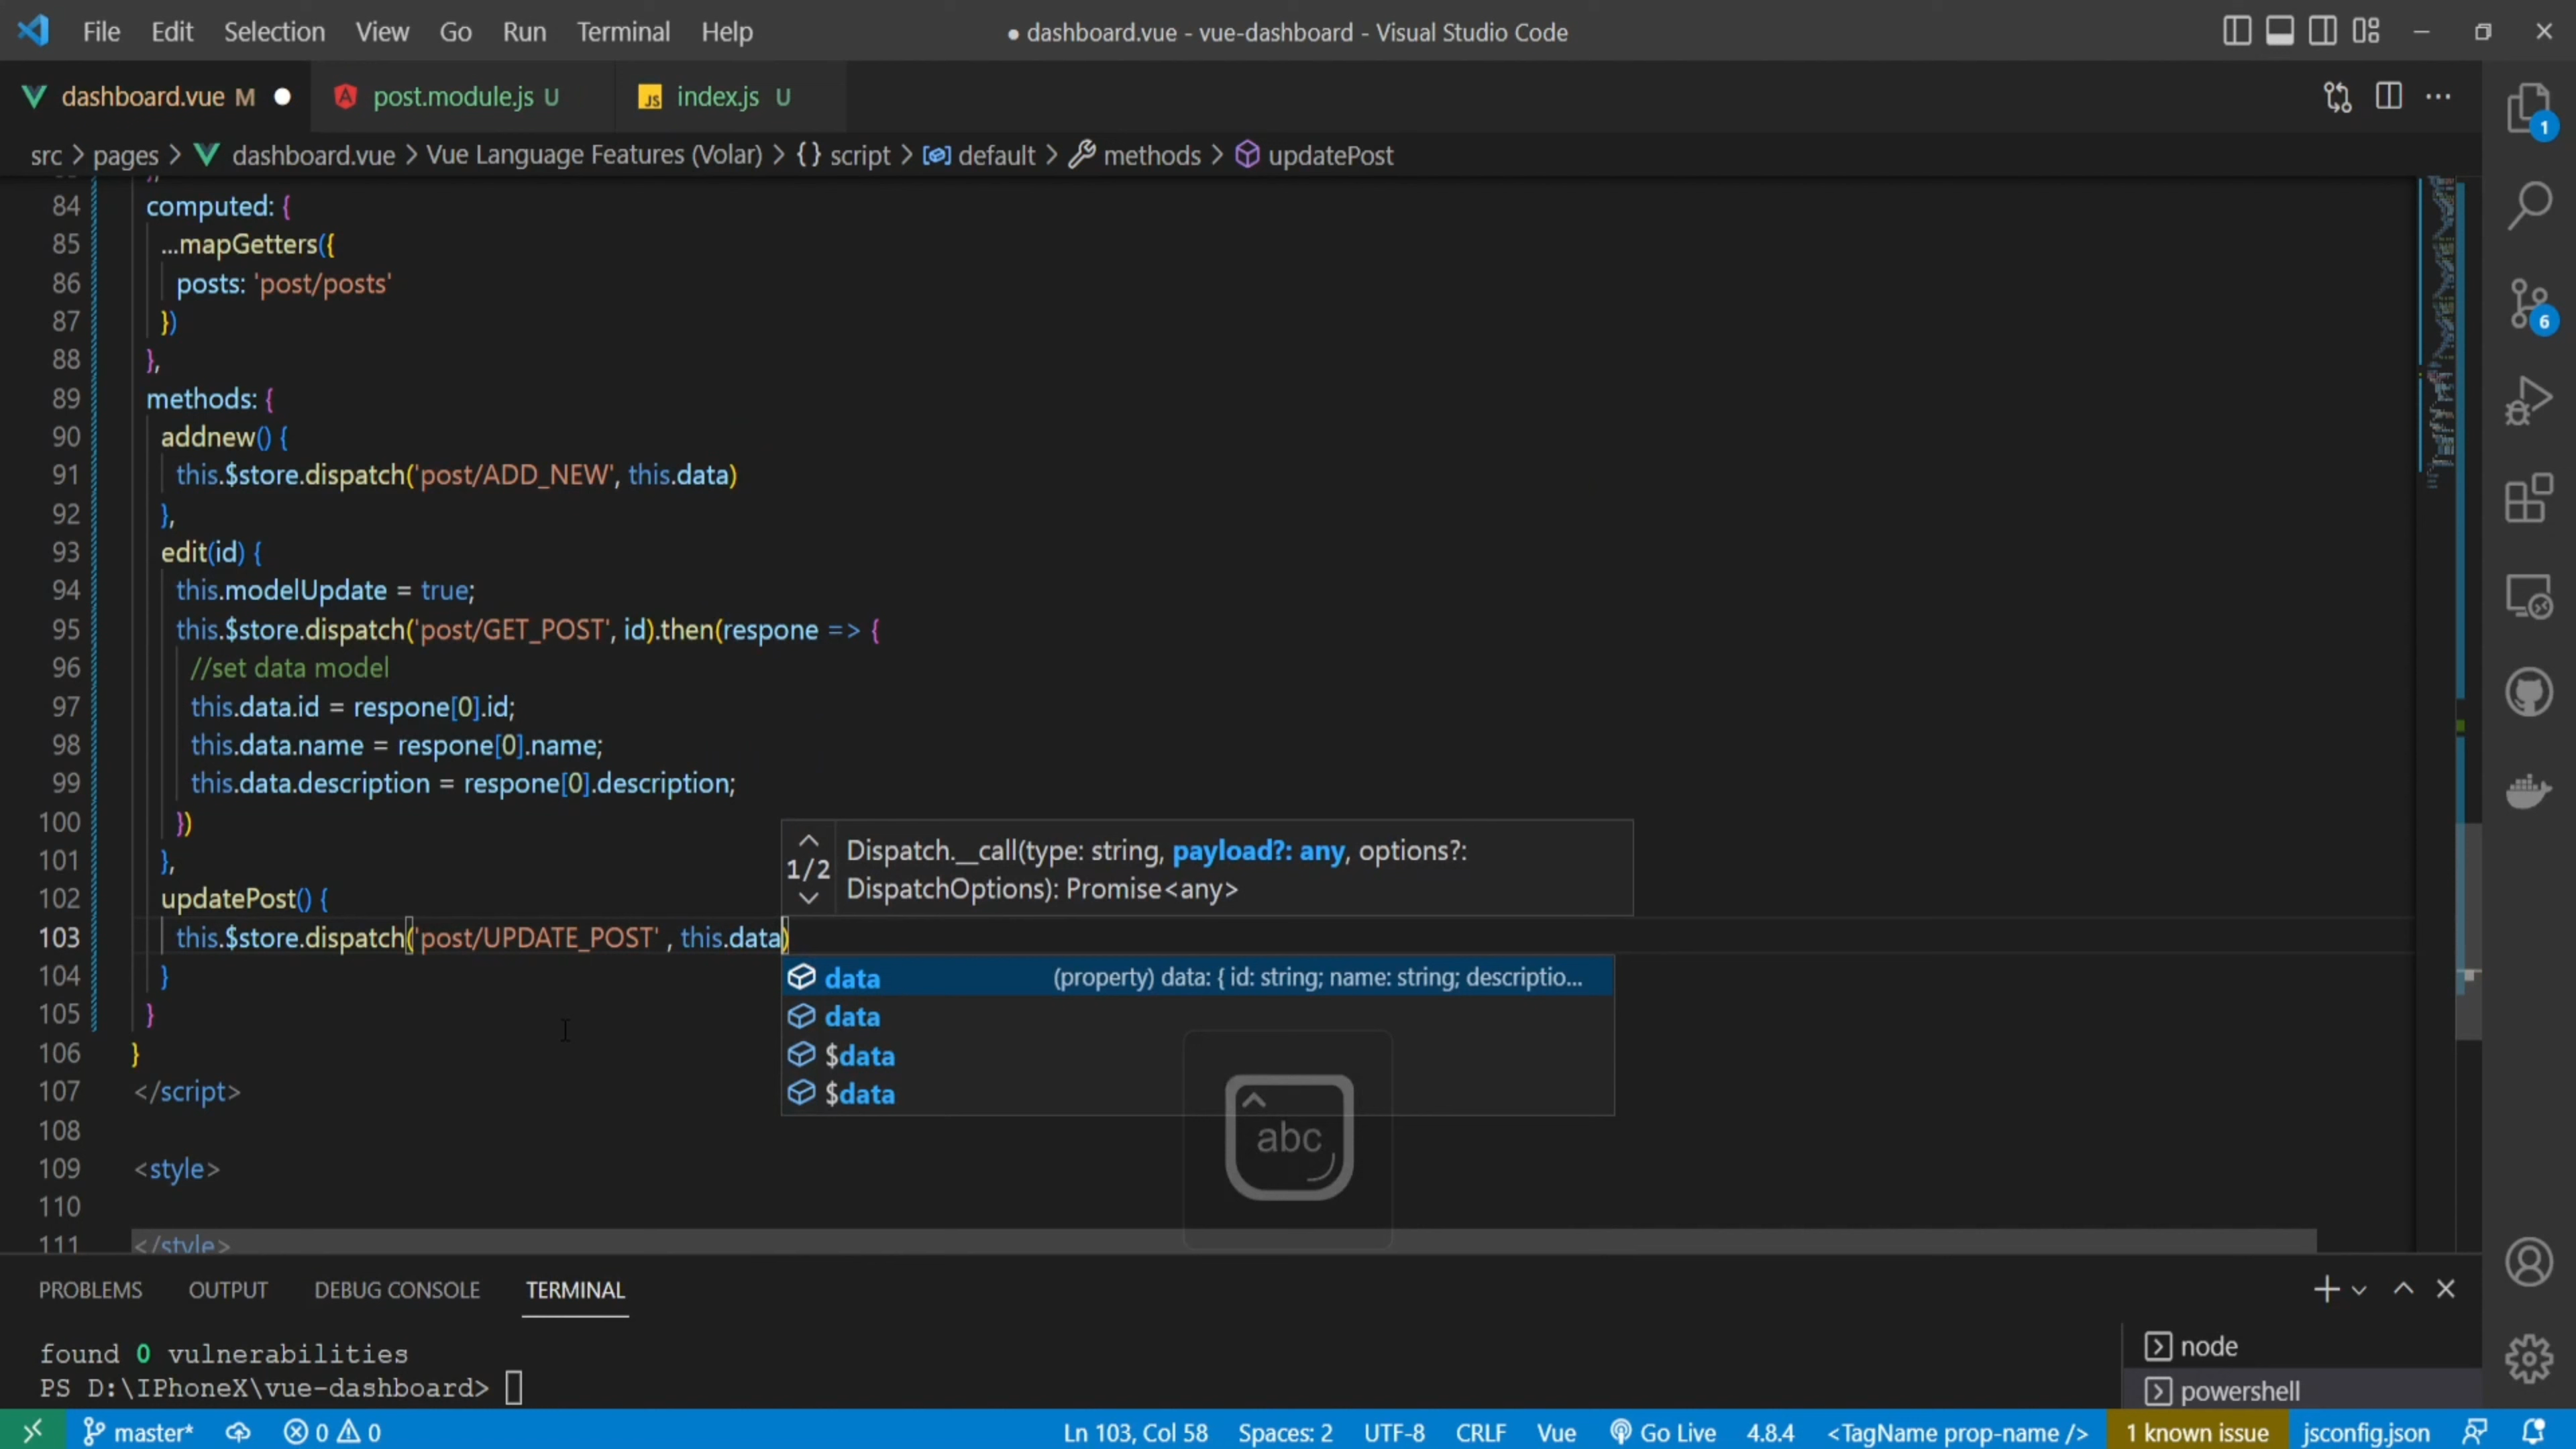 File Edit Selection View Go Run Terminal Help ● dashboard.vue - vue-dashboard - Visual Studio Code
dashboard.vue M ● post.module.js U JS index.js U
src > pages > dashboard.vue > Vue Language Features (Volar) > {} script > default > methods > updatePost
84 computed: {
85 ...mapGetters({
86 posts: 'post/posts'
87 })
88 },
89 methods: {
90 addnew() {
91 this.$store.dispatch('post/ADD_NEW', this.data)
92 },
93 edit(id) {
94 this.modelUpdate = true;
95 this.$store.dispatch('post/GET_POST', id).then(respone => {
96 //set data model
97 this.data.id = respone[0].id;
98 this.data.name = respone[0].name;
99 this.data.description = respone[0].description;
100 })
101 },
102 updatePost() {
103 this.$store.dispatch('post/UPDATE_POST' , this.data)
104 }
105 }
106 }
107 </script>
108
109 <style>
110
111 </style>
1/2 Dispatch.__call(type: string, payload?: any, options?:
DispatchOptions): Promise<any>
data (property) data: { id: string; name: string; descriptio...
data
$data
$data
abc
1
6
PROBLEMS OUTPUT DEBUG CONSOLE TERMINAL
found 0 vulnerabilities
PS D:\IPhoneX\vue-dashboard>
node
powershell
master* 0 0 Ln 103, Col 58 Spaces: 2 UTF-8 CRLF Vue Go Live 4.8.4 <TagName prop-name /> 1 known issue jsconfig.json